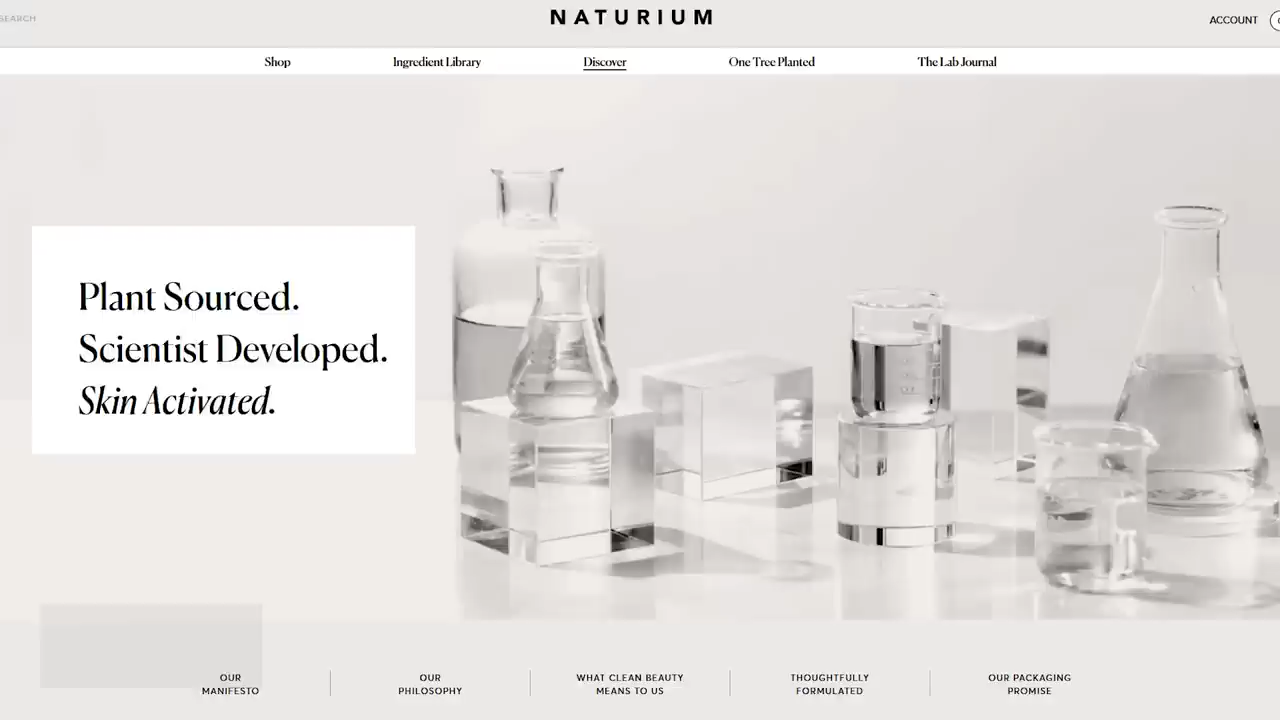 SEARCH
NATURIUM
ACCOUNT
Shop
Ingredient Library
Discover
One Tree Planted
The Lab Journal
Plant Sourced.
Scientist Developed.
Skin Activated.
OUR
MANIFESTO
OUR
PHILOSOPHY
WHAT CLEAN BEAUTY
MEANS TO US
THOUGHTFULLY
FORMULATED
OUR PACKAGING
PROMISE